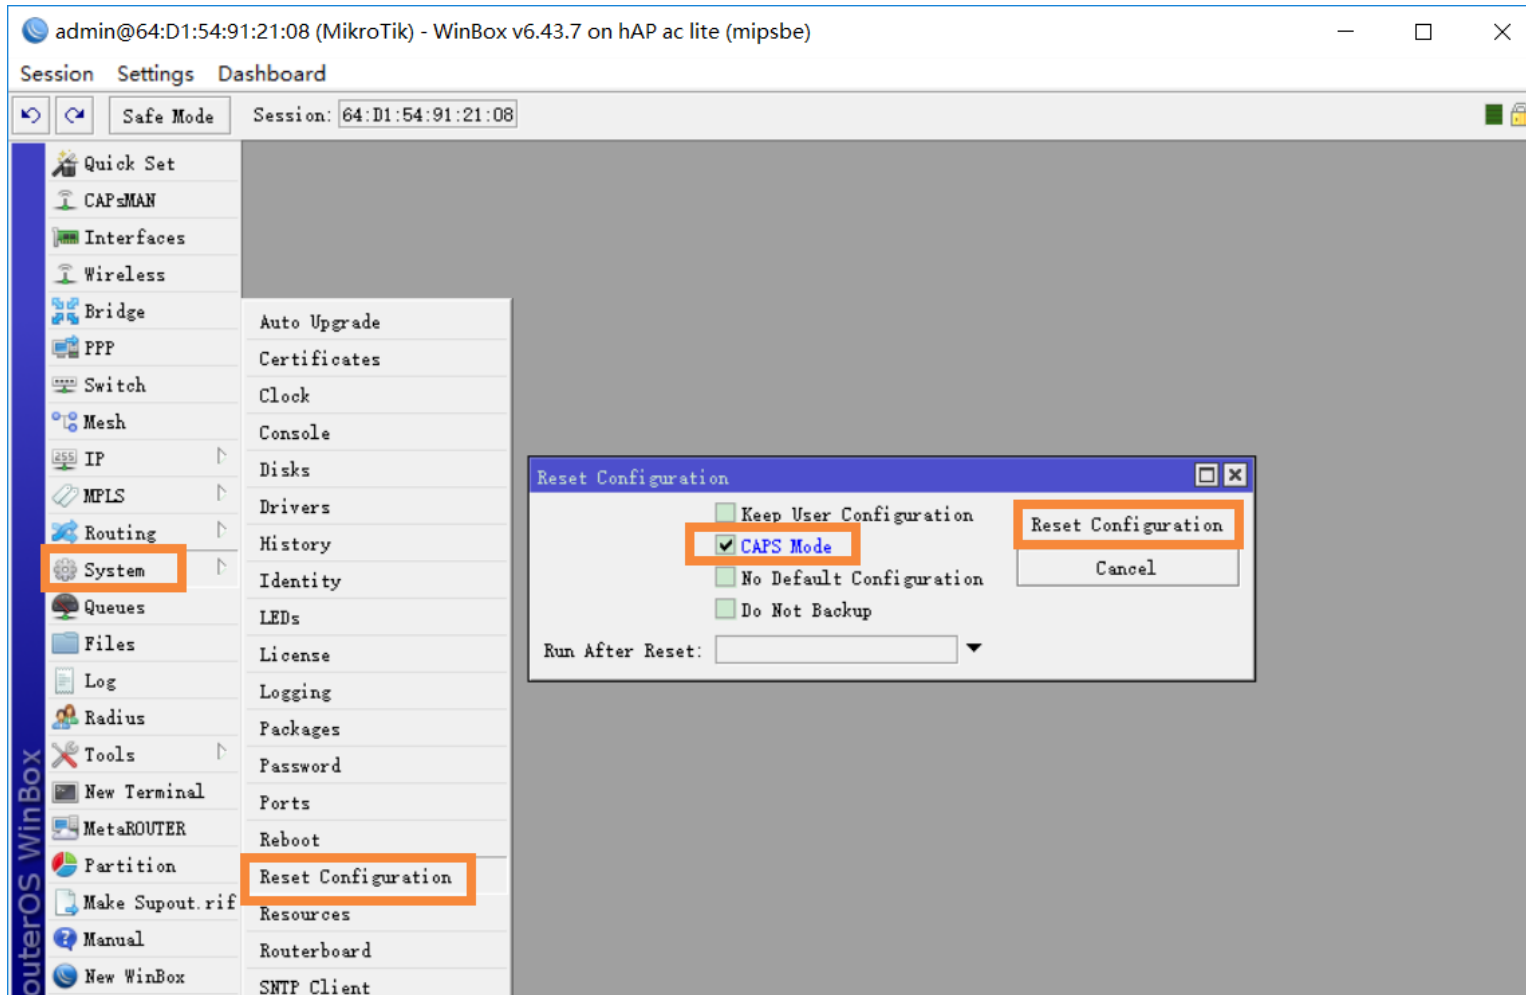 admin@64:D1:54:91:21:08 (MikroTik) - WinBox v6.43.7 on hAP ac lite (mipsbe)
Session Settings Dashboard
Safe Mode Session: 64:D1:54:91:21:08
Quick Set
CAPsMAN
Interfaces
Wireless
Bridge
PPP
Switch
Mesh
255 IP
MPLS
Routing
System
Queues
Files
Log
Radius
Tools
New Terminal
MetaROUTER
Partition
Make Supout.rif
Manual
New WinBox
outerOS WinBox
Auto Upgrade
Certificates
Clock
Console
Disks
Drivers
History
Identity
LEDs
License
Logging
Packages
Password
Ports
Reboot
Reset Configuration
Resources
Routerboard
SNTP Client
Reset Configuration
Keep User Configuration
CAPS Mode
No Default Configuration
Do Not Backup
Run After Reset:
Reset Configuration
Cancel